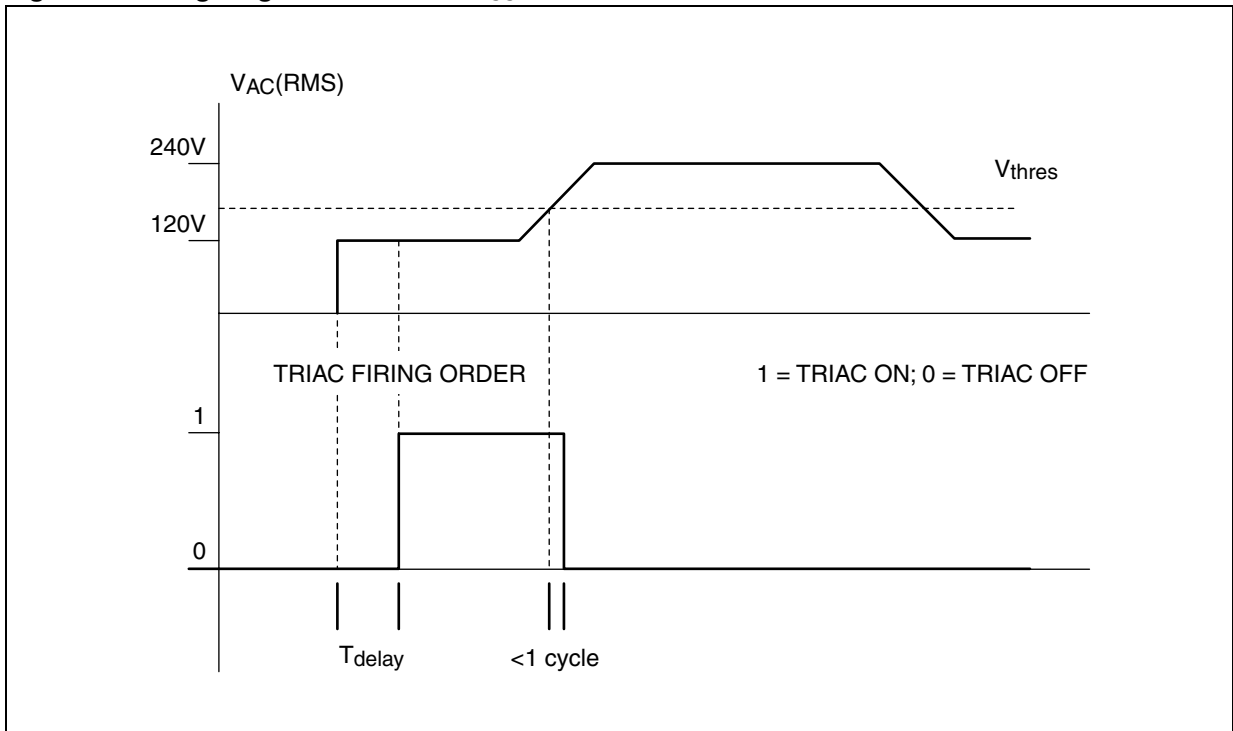 VAC(RMS)
240V
Vthres
120V
TRIAC FIRING ORDER
1 = TRIAC ON; 0 = TRIAC OFF
1
0
Tdelay
<1 cycle